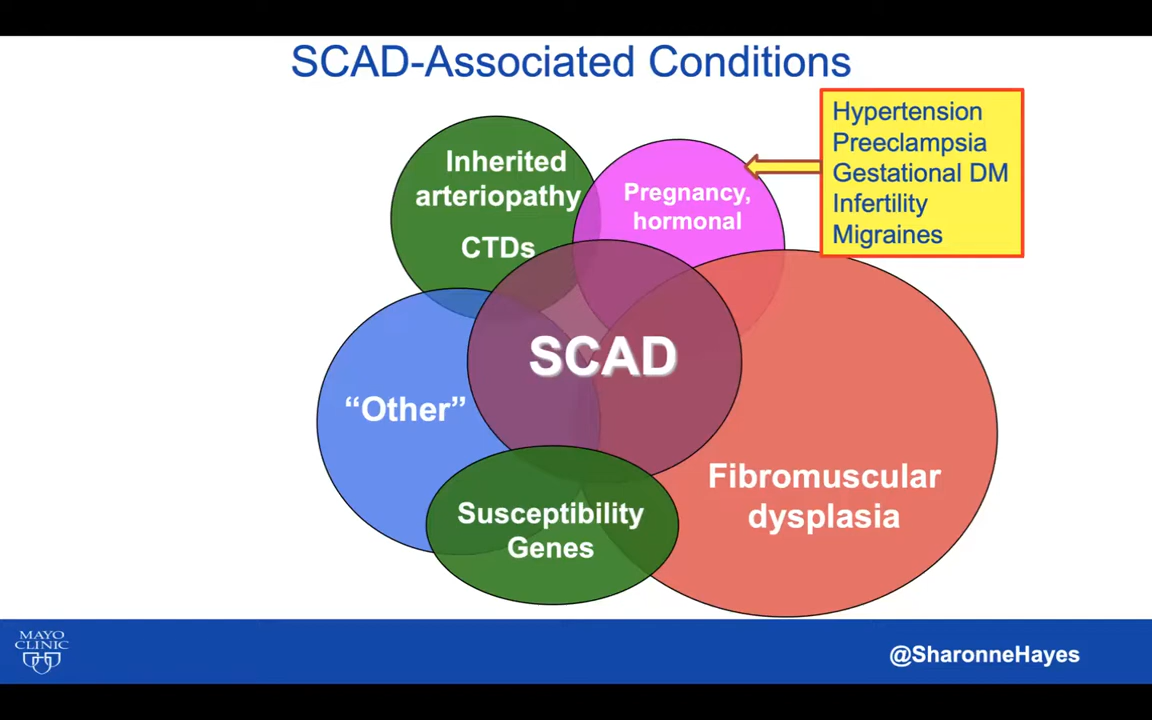 SCAD-Associated Conditions
Inherited
arteriopathy
CTDs
Pregnancy,
hormonal
Hypertension
Preeclampsia
Gestational DM
Infertility
Migraines
SCAD
“Other”
Fibromuscular
dysplasia
Susceptibility
Genes
MAYO
CLINIC
@SharonneHayes